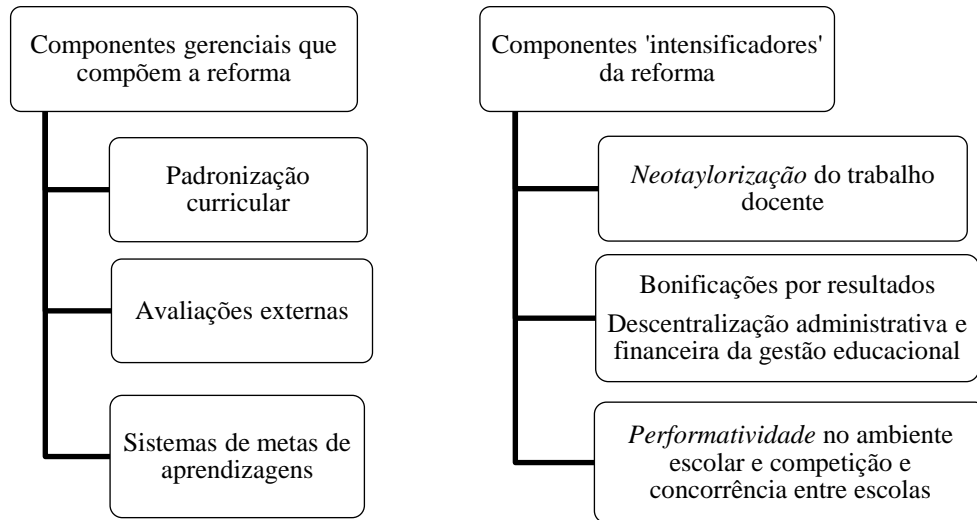 Componentes gerenciais que
compõem a reforma
Padronização
curricular
Avaliações externas
Sistemas de metas de
aprendizagens
Componentes 'intensificadores'
da reforma
Neotaylorização do trabalho
docente
Bonificações por resultados
Descentralização administrativa e
financeira da gestão educacional
Performatividade no ambiente
escolar e competição e
concorrência entre escolas